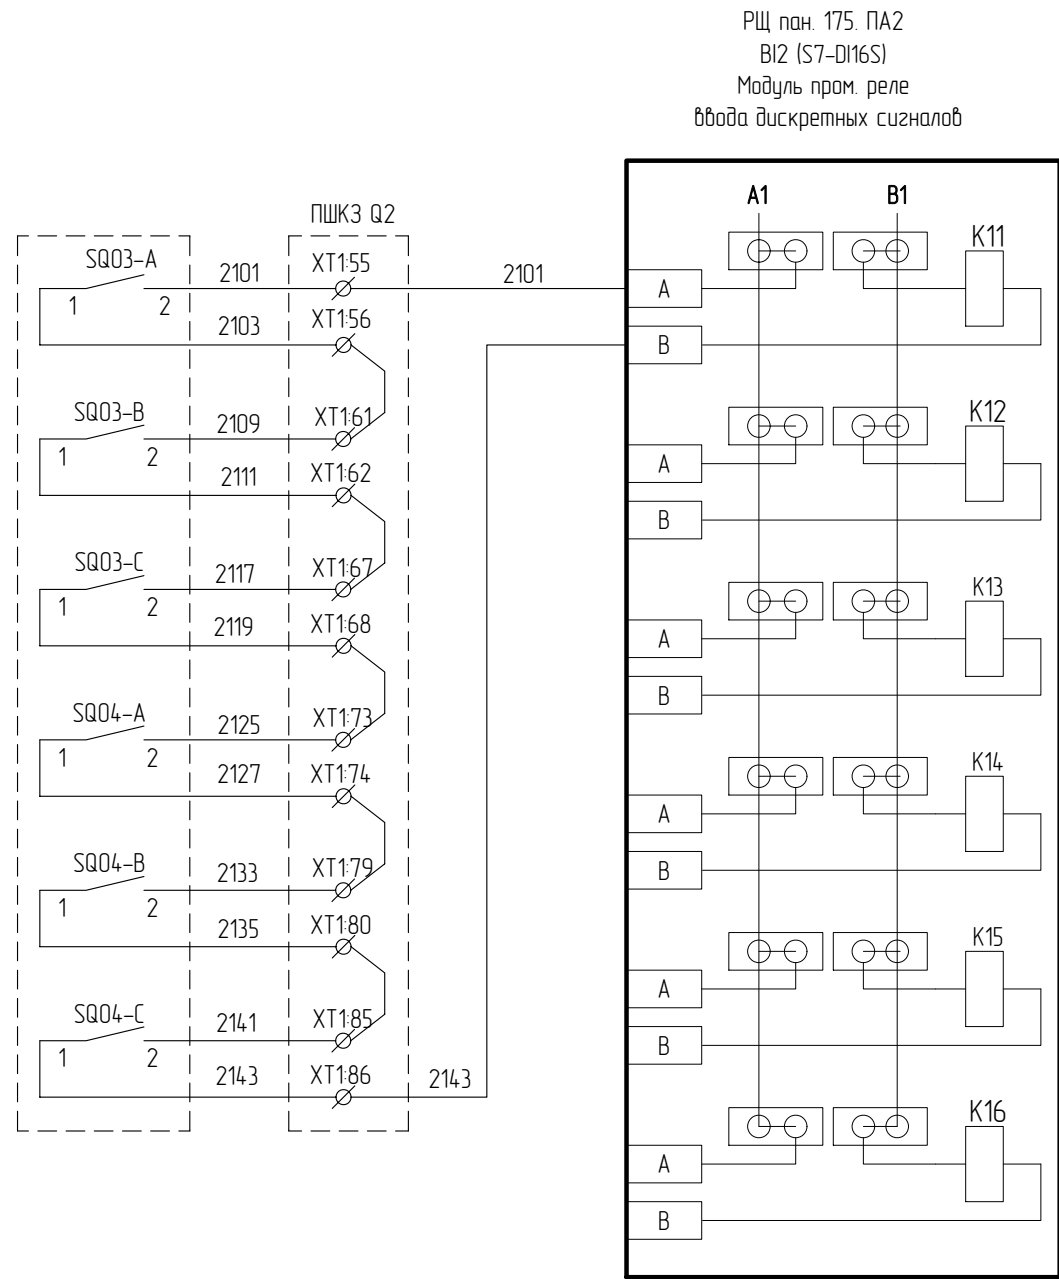 РЩ пан. 175. ПА2
BI2 (S7-DI16S)
Модуль пром. реле
ввода дискретных сигналов
A1
B1
ПШКЗ Q2
SQ03-A
1
2
2101
XT1:55
2101
2103
XT1:56
SQ03-B
1
2
2109
XT1:61
2111
XT1:62
SQ03-C
1
2
2117
XT1:67
2119
XT1:68
SQ04-A
1
2
2125
XT1:73
2127
XT1:74
SQ04-B
1
2
2133
XT1:79
2135
XT1:80
SQ04-C
1
2
2141
XT1:85
2143
XT1:86
2143
A
B
K11
A
B
K12
A
B
K13
A
B
K14
A
B
K15
A
B
K16